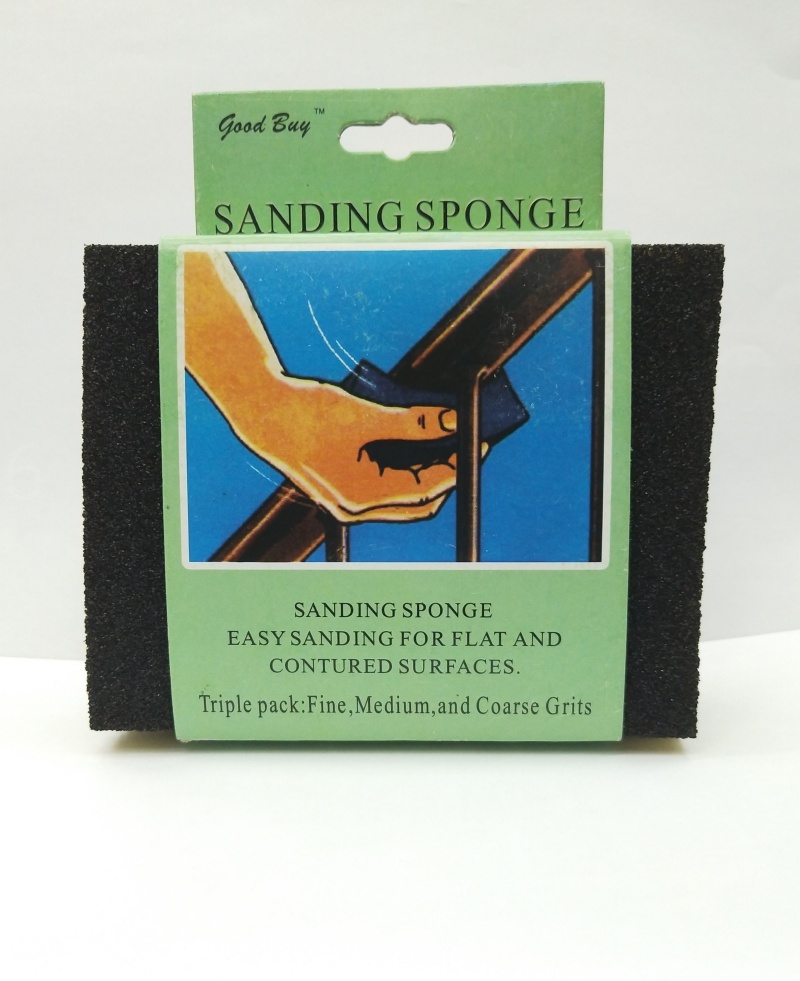 Good Buy™
SANDING SPONGE
SANDING SPONGE
EASY SANDING FOR FLAT AND
CONTURED SURFACES.
Triple pack:Fine,Medium,and Coarse Grits